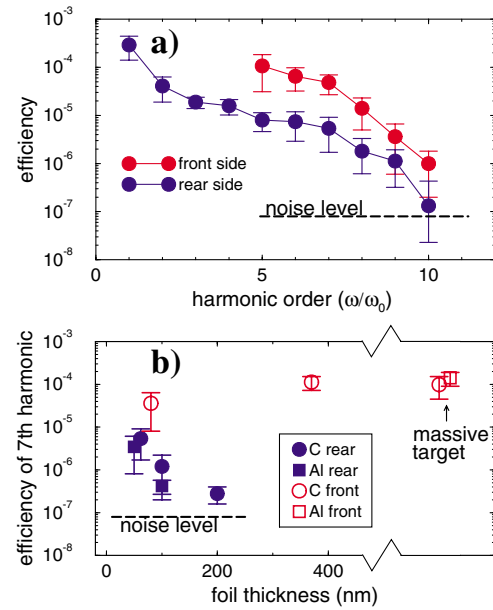 a)
efficiency
10⁻³
10⁻⁴
10⁻⁵
10⁻⁶
10⁻⁷
10⁻⁸
front side
rear side
noise level
0 5 10
harmonic order (ω/ω₀)
b)
efficiency of 7th harmonic
10⁻³
10⁻⁴
10⁻⁵
10⁻⁶
10⁻⁷
10⁻⁸
C rear
Al rear
C front
Al front
massive
target
noise level
0 200 400
foil thickness (nm)